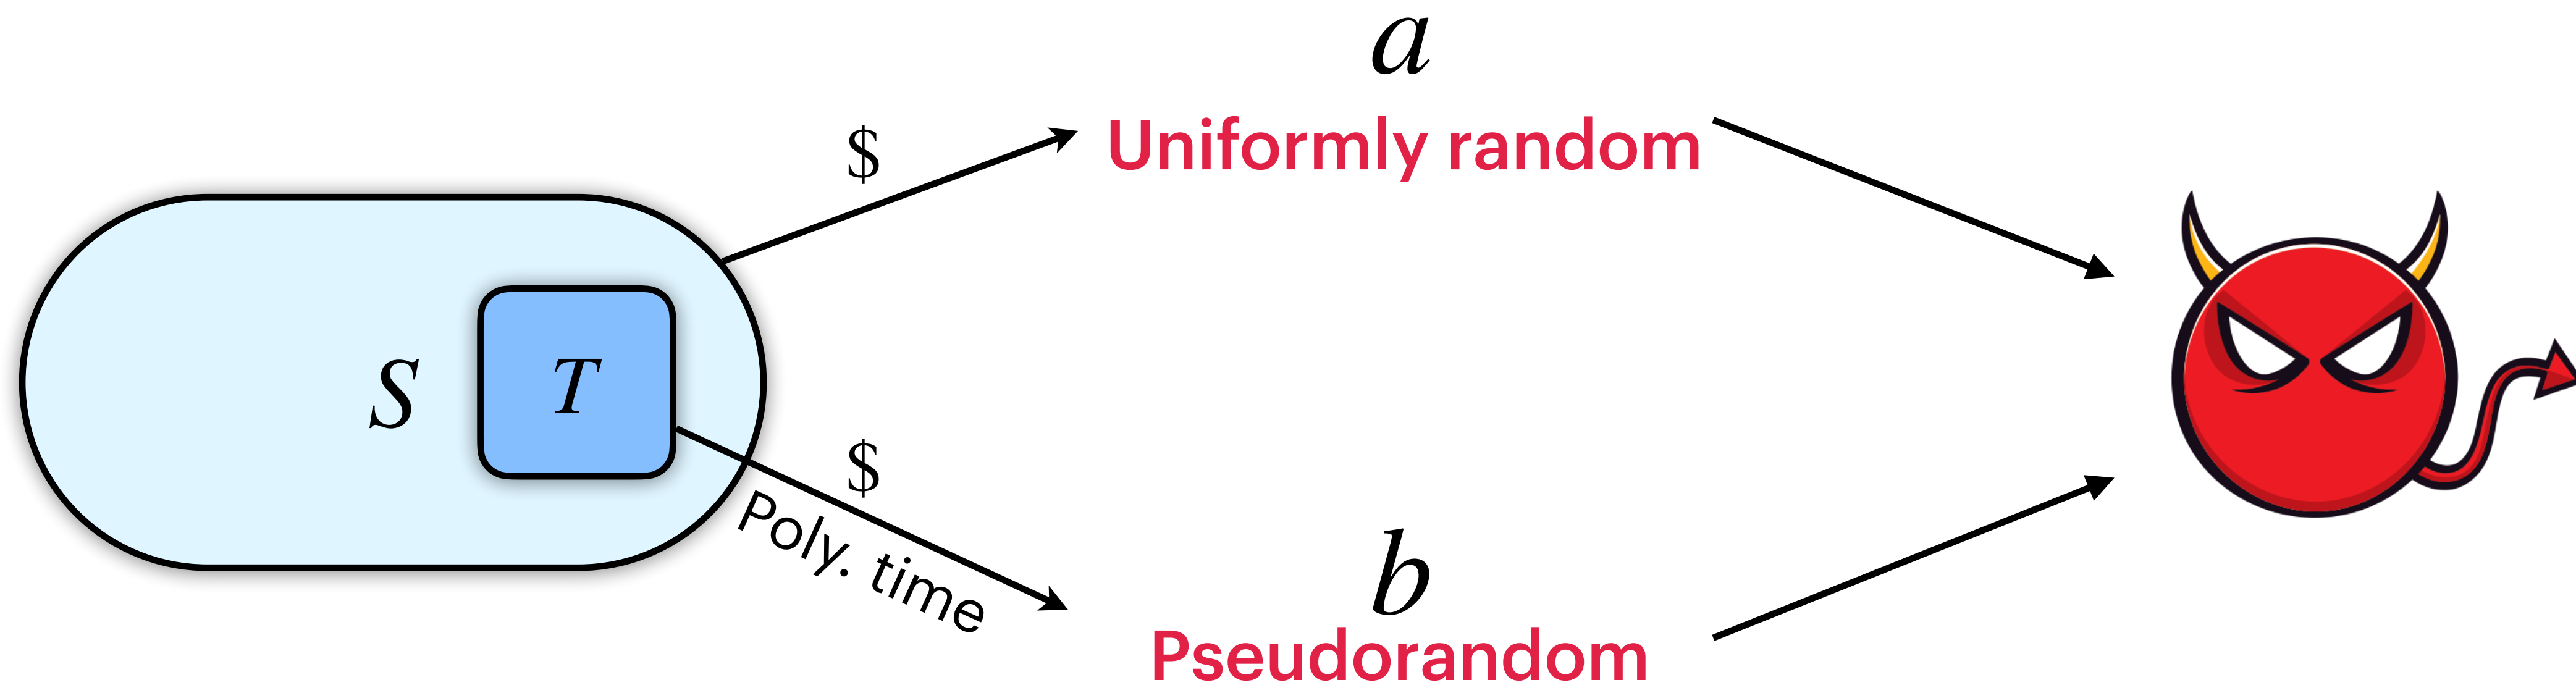 a
Uniformly random
$
S
T
$
Poly. time
b
Pseudorandom